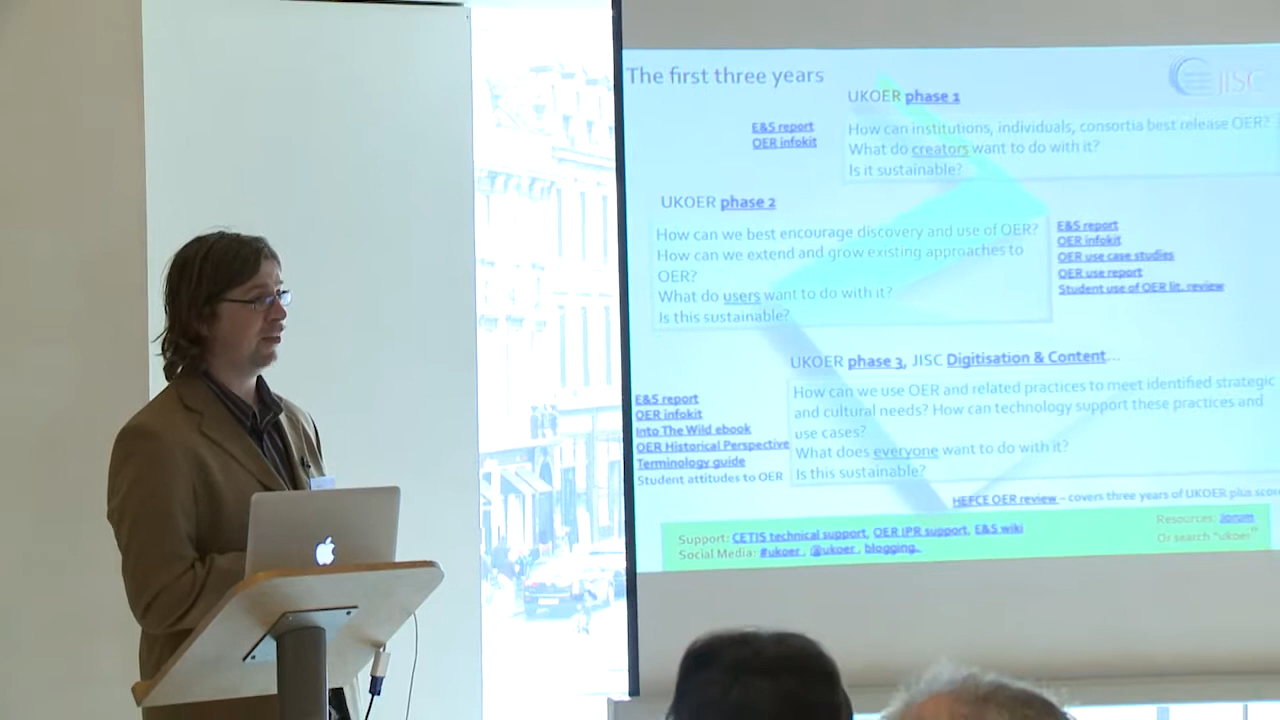 The first three years
JISC
UKOER phase 1
E&S report
OER infokit
How can institutions, individuals, consortia best release OER?
What do creators want to do with it?
Is it sustainable?
UKOER phase 2
How can we best encourage discovery and use of OER?
How can we extend and grow existing approaches to
OER?
What do users want to do with it?
Is this sustainable?
E&S report
OER infokit
OER use case studies
OER use report
Student use of OER lit. review
UKOER phase 3, JISC Digitisation & Content...
E&S report
OER infokit
Into The Wild ebook
OER Historical Perspective
Terminology guide
Student attitudes to OER
How can we use OER and related practices to meet identified strategic
and cultural needs? How can technology support these practices and
use cases?
What does everyone want to do with it?
Is this sustainable?
HEFCE OER review – covers three years of UKOER plus score
Support: CETIS technical support, OER IPR support, E&S wiki
Social Media: #ukoer, @ukoer, blogging..
Resources: Jorum
Or search "ukoer"